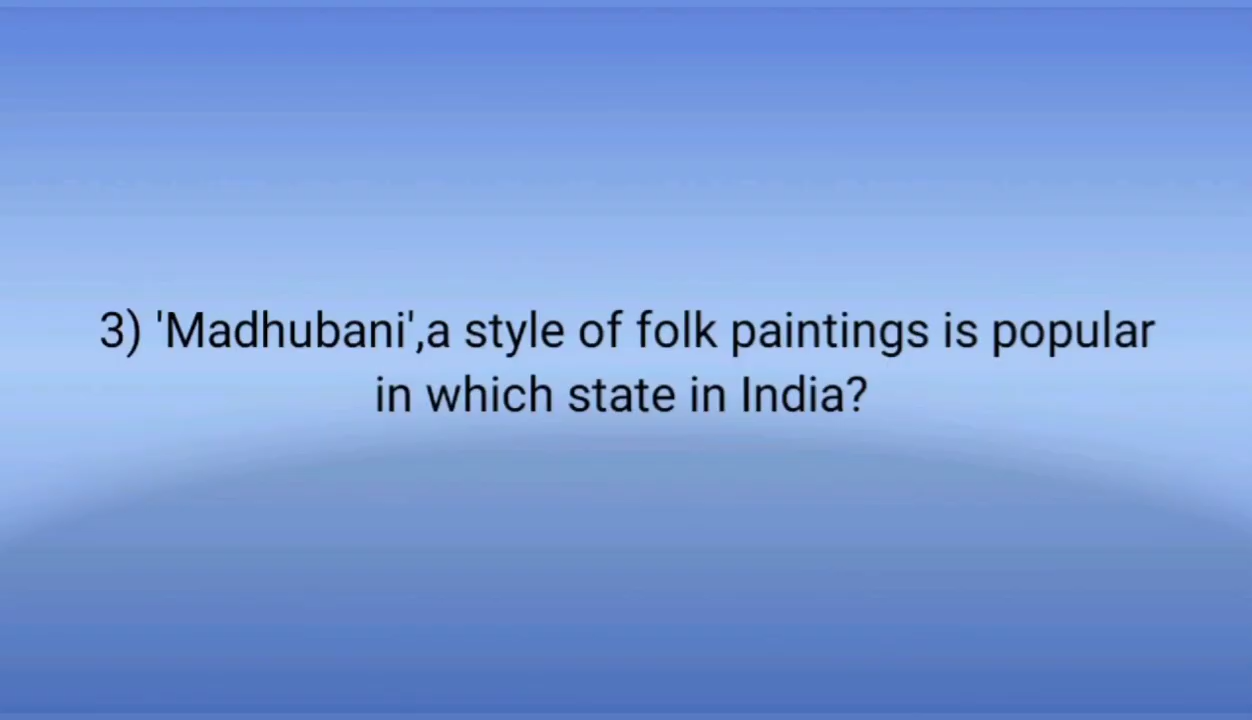 3) 'Madhubani',a style of folk paintings is popular
in which state in India?